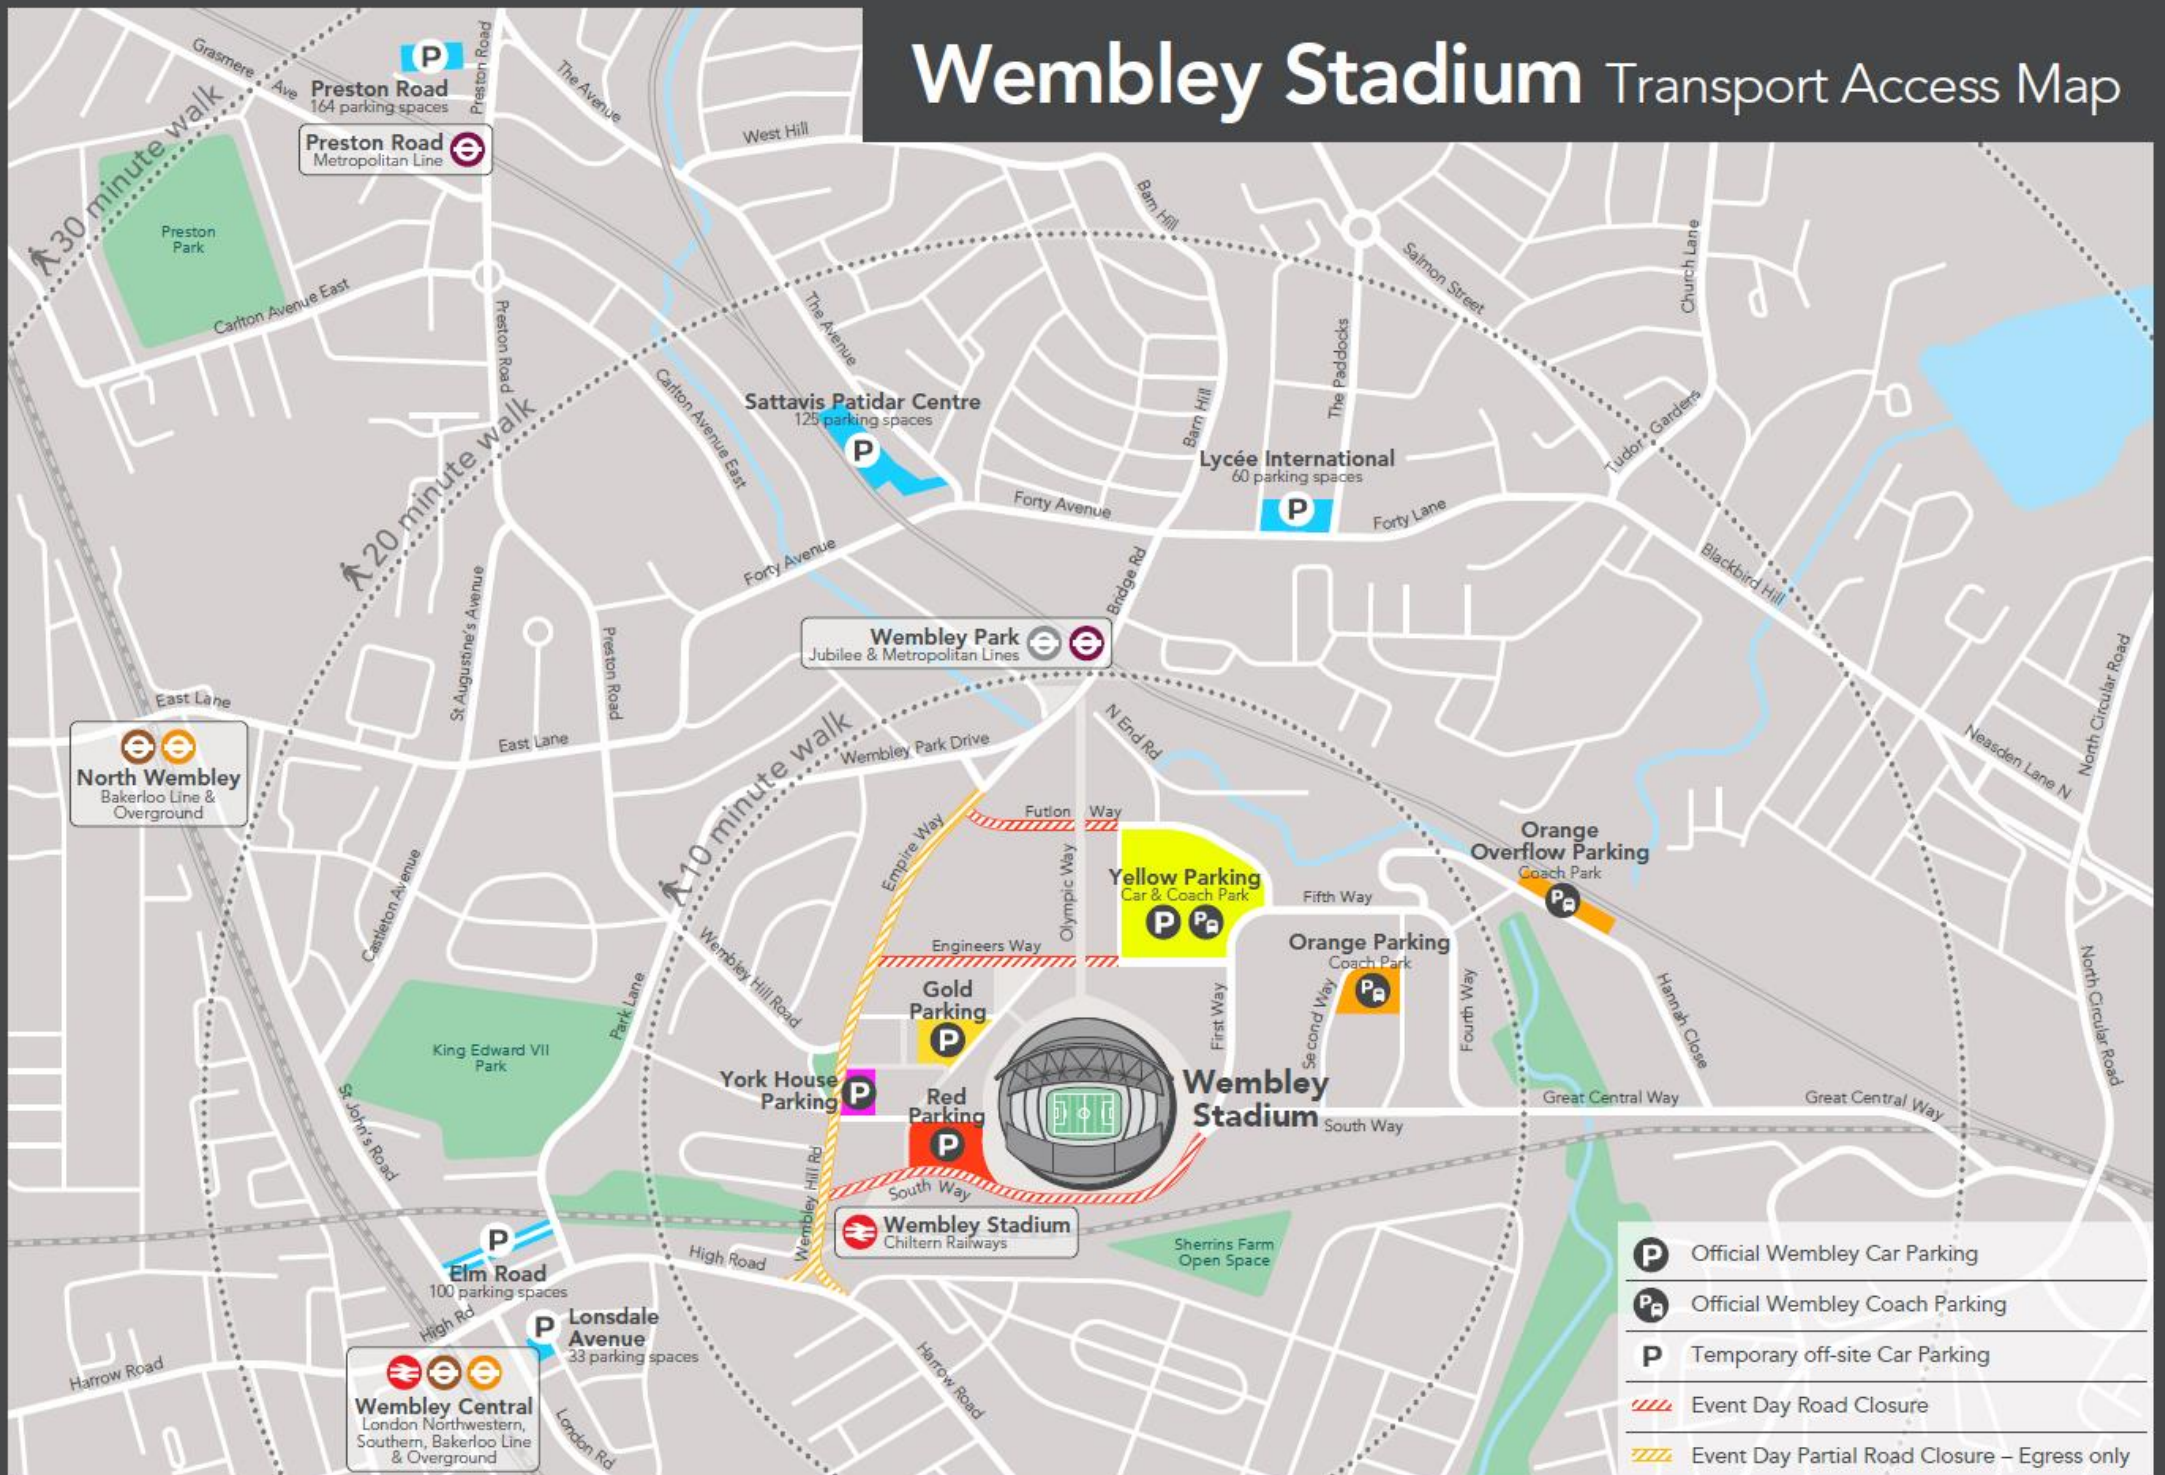 Wembley Stadium Transport Access Map
Grasmere
Ave
Preston Road
164 parking spaces
P
Preston Road
The Avenue
West Hill
Preston Road
Metropolitan Line
30 minute walk
Preston
Park
Carlton Avenue East
Preston Road
Barn Hill
Salmon Street
Church Lane
The Avenue
The Paddocks
20 minute walk
Carlton Avenue East
Sattavis Patidar Centre
125 parking spaces
P
Barn Hill
Lycée International
60 parking spaces
P
Tudor Gardens
Forty Avenue
Forty Lane
Forty Avenue
Bridge Rd
Blackbird Hill
St Augustine's Avenue
Preston Road
Wembley Park
Jubilee & Metropolitan Lines
North Circular Road
East Lane
North Wembley
Bakerloo Line &
Overground
East Lane
10 minute walk
Wembley Park Drive
N End Rd
Neasden Lane N
Futlon Way
Empire Way
Olympic Way
Yellow Parking
Car & Coach Park
P P
Fifth Way
Orange
Overflow Parking
Coach Park
P
Castleton Avenue
Wembley Hill Road
Engineers Way
Orange Parking
Coach Park
P
Gold
Parking
P
First Way
Second Way
Fourth Way
Hannah Close
North Circular Road
Park Lane
King Edward VII
Park
York House
Parking
P
Red
Parking
P
Wembley
Stadium
South Way
Great Central Way
Great Central Way
St John's Road
Wembley Hill Rd
South Way
Wembley Stadium
Chiltern Railways
Sherrins Farm
Open Space
P
Elm Road
100 parking spaces
High Road
High Rd
P
Lonsdale
Avenue
33 parking spaces
Harrow Road
Harrow Road
Wembley Central
London Northwestern,
Southern, Bakerloo Line
& Overground
London Rd
P Official Wembley Car Parking
P Official Wembley Coach Parking
P Temporary off-site Car Parking
Event Day Road Closure
Event Day Partial Road Closure – Egress only